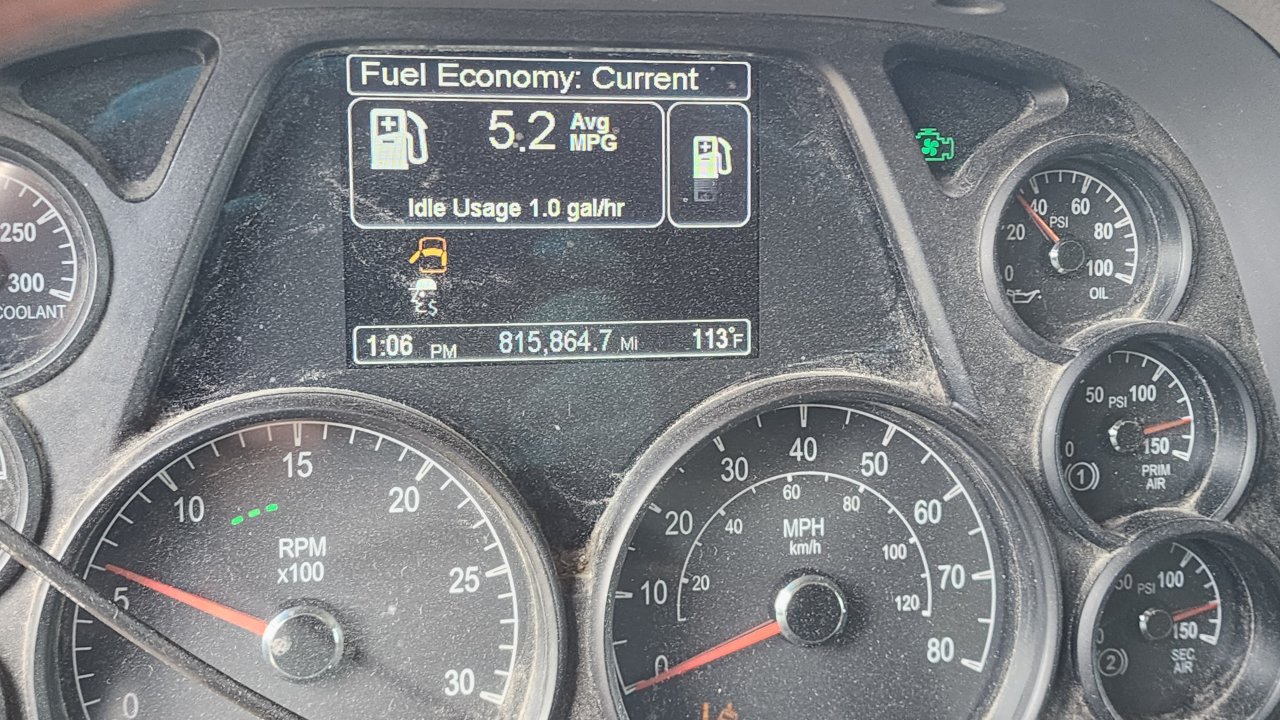 Fuel Economy: Current
5.2 Avg MPG
Idle Usage 1.0 gal/hr
1:06 PM 815,864.7 MI 113°F
250
300
COOLANT
0
5
10
15
20
25
30
RPM
x100
0
10
20
30
40
50
60
70
80
20
40
60
80
100
120
MPH
km/h
0
20
40
60
80
100
PSI
OIL
0
50
PSI
100
150
1
PRIM
AIR
0
50
PSI
100
150
2
SEC
AIR